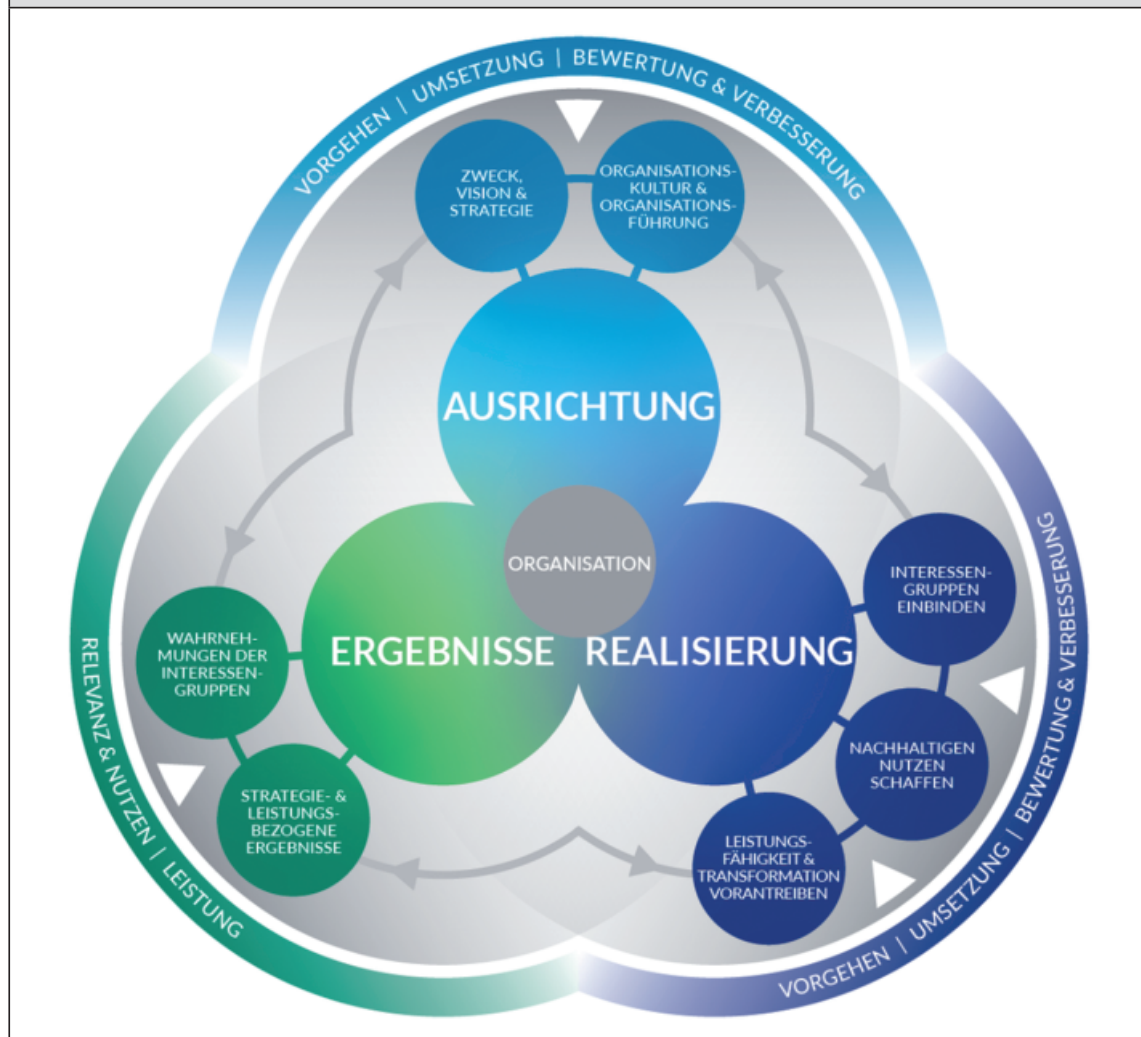 VORGEHEN | UMSETZUNG | BEWERTUNG & VERBESSERUNG
ZWECK,
VISION &
STRATEGIE
ORGANISATIONS-
KULTUR &
ORGANISATIONS-
FÜHRUNG
AUSRICHTUNG
ORGANISATION
ERGEBNISSE
REALISIERUNG
INTERESSEN-
GRUPPEN
EINBINDEN
NACHHALTIGEN
NUTZEN
SCHAFFEN
LEISTUNGS-
FÄHIGKEIT &
TRANSFORMATION
VORANTREIBEN
VORGEHEN | UMSETZUNG | BEWERTUNG & VERBESSERUNG
WAHRNEH-
MUNGEN DER
INTERESSEN-
GRUPPEN
STRATEGIE- &
LEISTUNGS-
BEZOGENE
ERGEBNISSE
RELEVANZ & NUTZEN | LEISTUNG